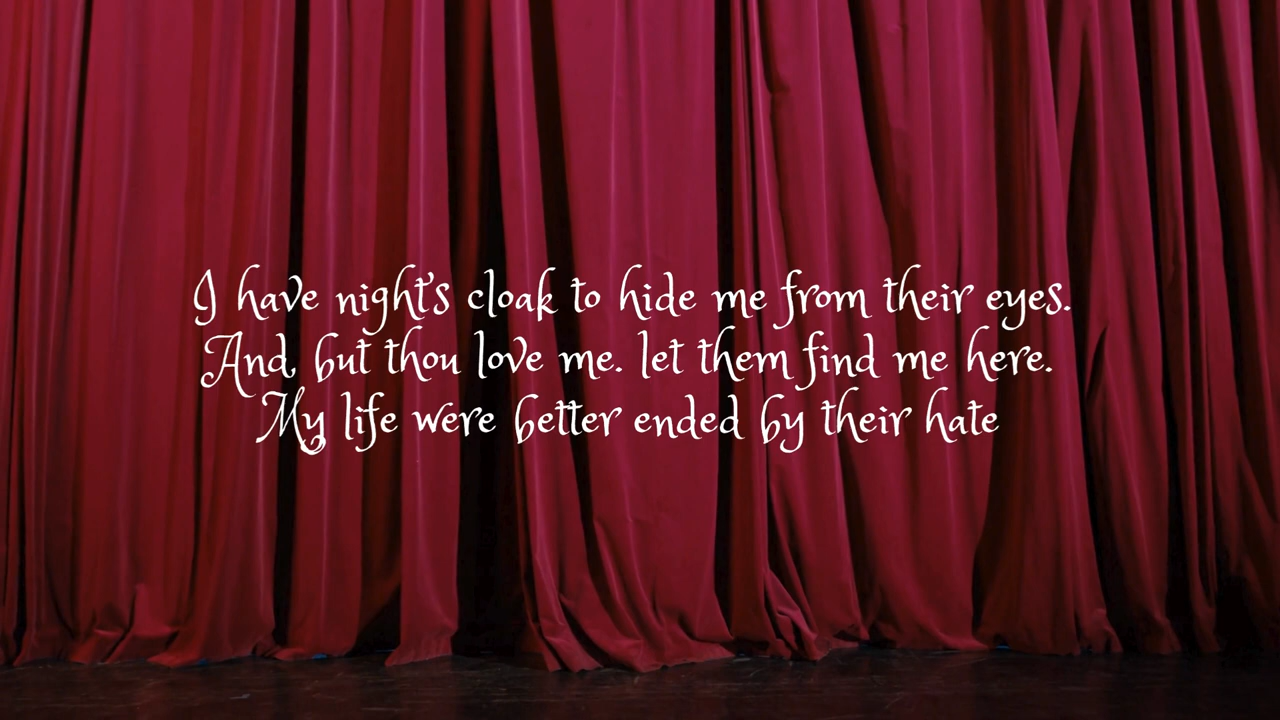 I have night's cloak to hide me from their eyes.
And, but thou love me. let them find me here.
My life were better ended by their hate